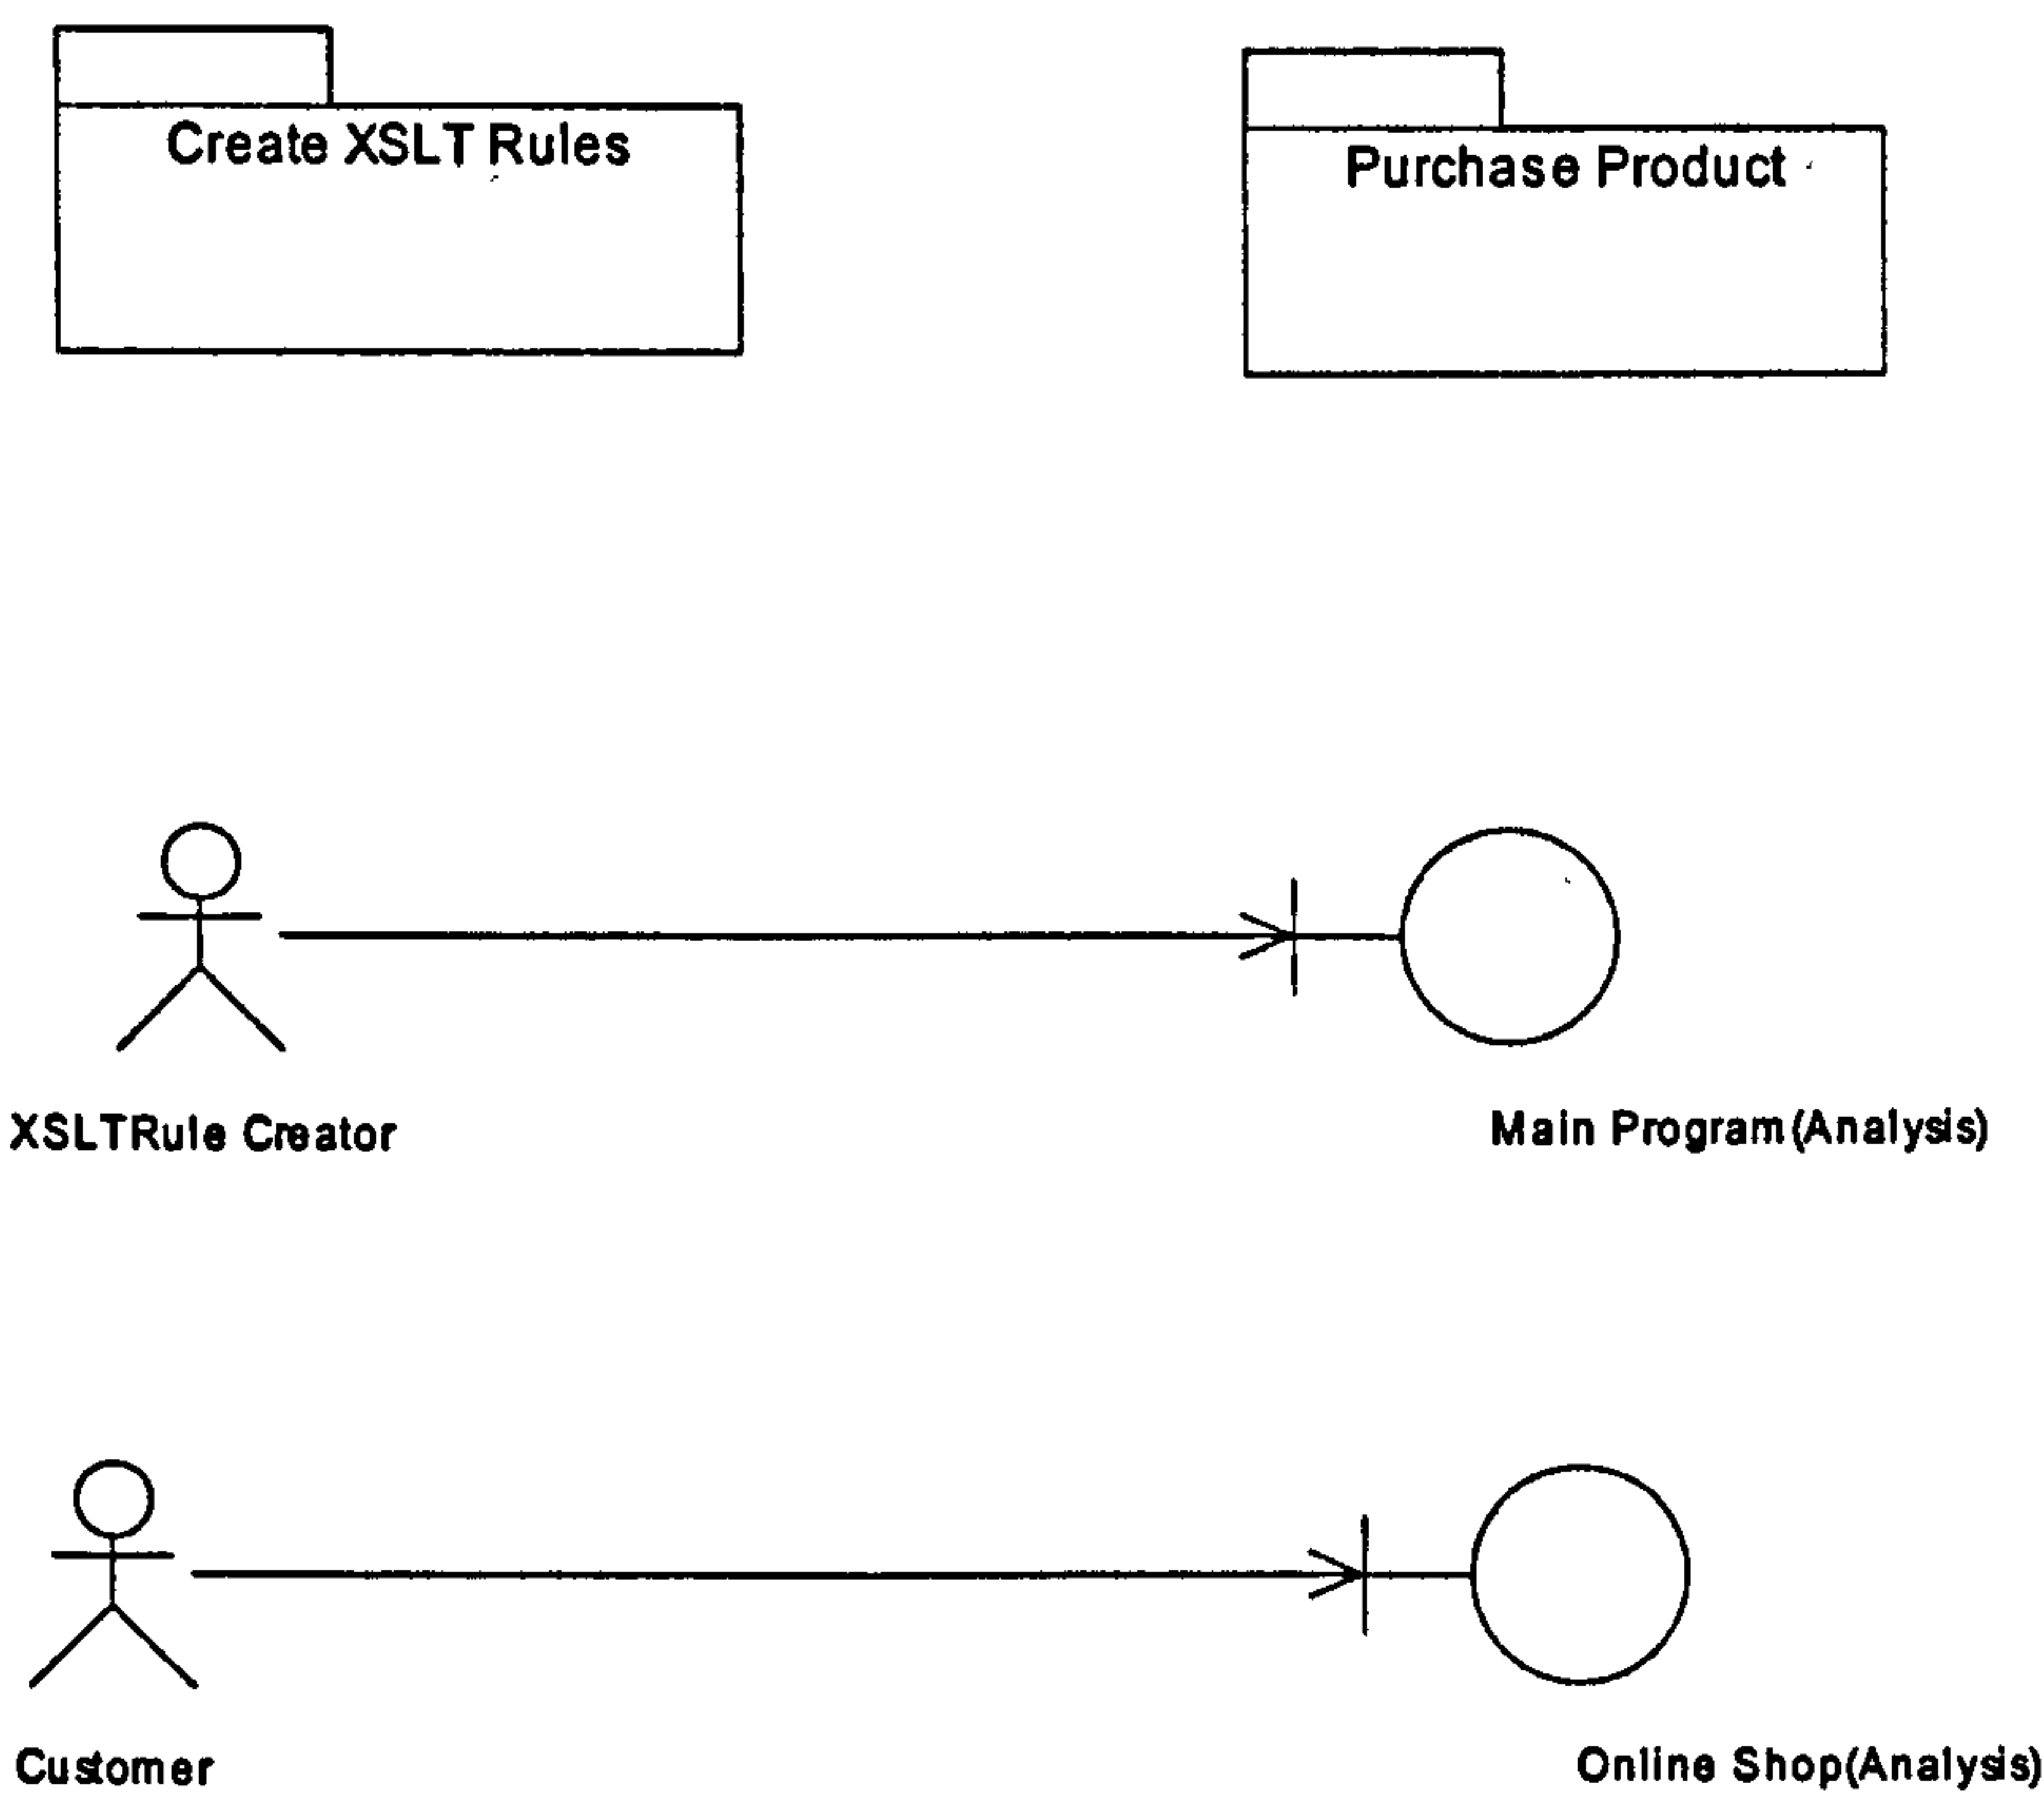 Create XSLT Rules
Purchase Product
XSLTRule Creator
Main Program(Analysis)
Customer
Online Shop(Analysis)